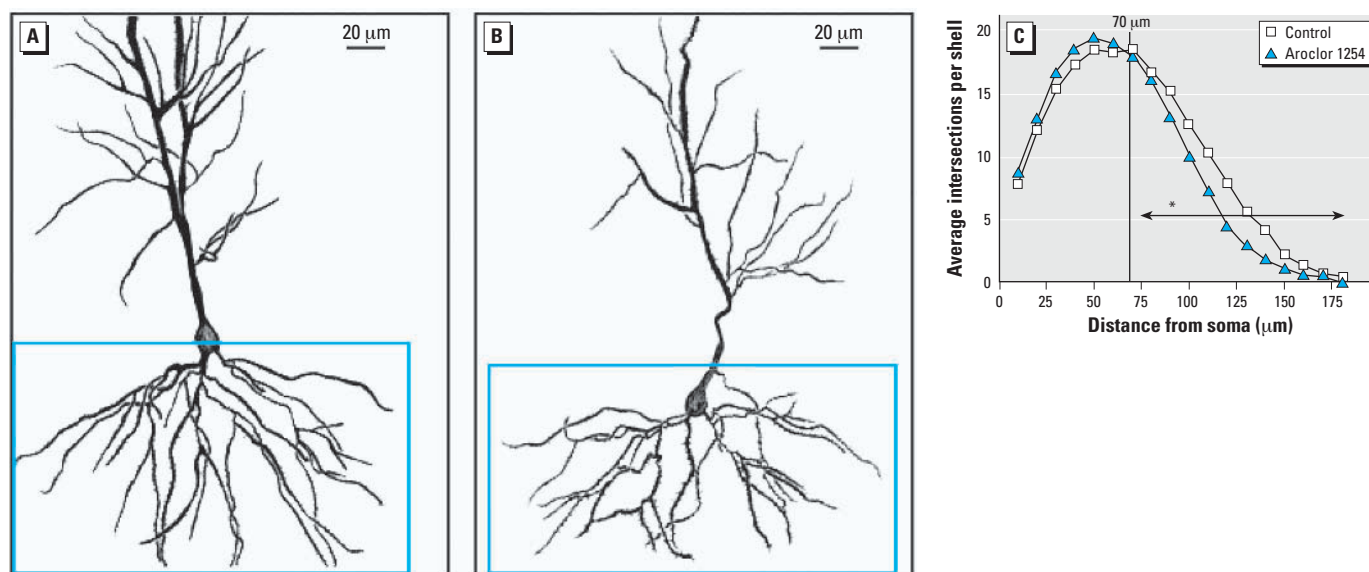 A
20 μm
B
20 μm
C
70 μm
Control
Aroclor 1254
Average intersections per shell
20
15
10
5
0
*
0 25 50 75 100 125 150 175
Distance from soma (μm)